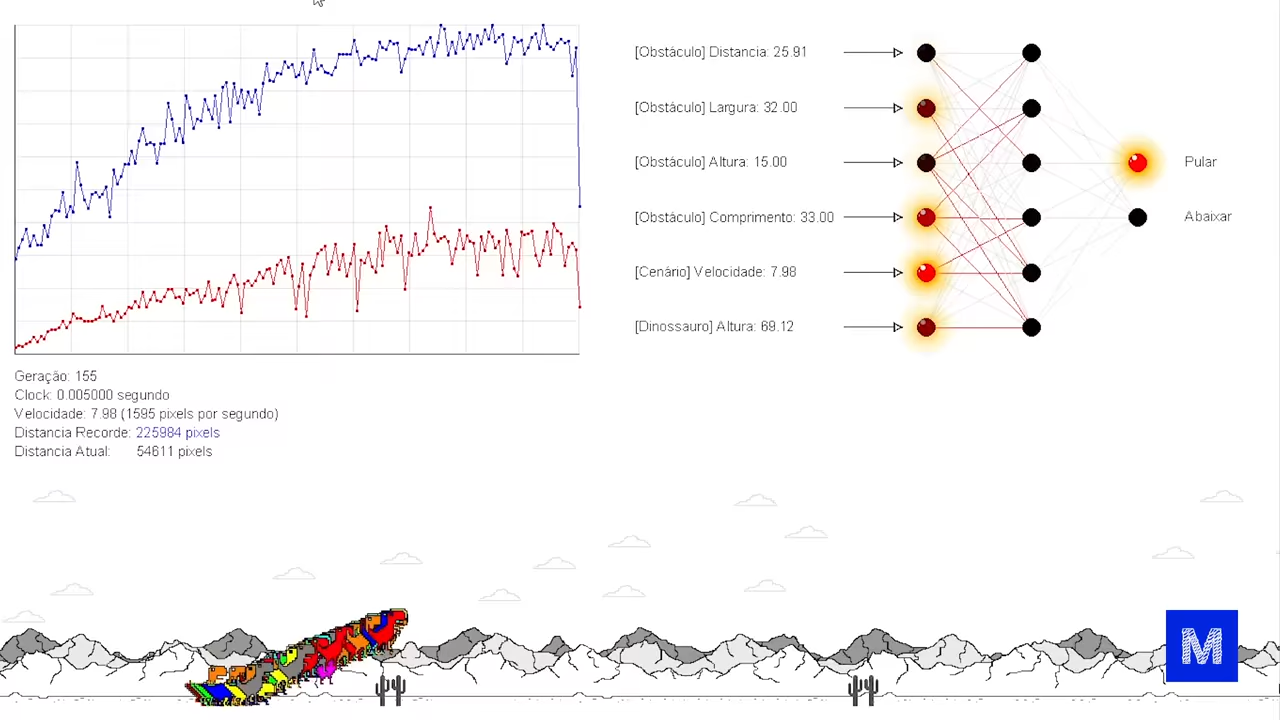 [Obstáculo] Distancia: 25.91
[Obstáculo] Largura: 32.00
[Obstáculo] Altura: 15.00
[Obstáculo] Comprimento: 33.00
[Cenário] Velocidade: 7.98
[Dinossauro] Altura: 69.12
Pular
Abaixar
Geração: 155
Clock: 0.005000 segundo
Velocidade: 7.98 (1595 pixels por segundo)
Distancia Recorde: 225984 pixels
Distancia Atual: 54611 pixels
M